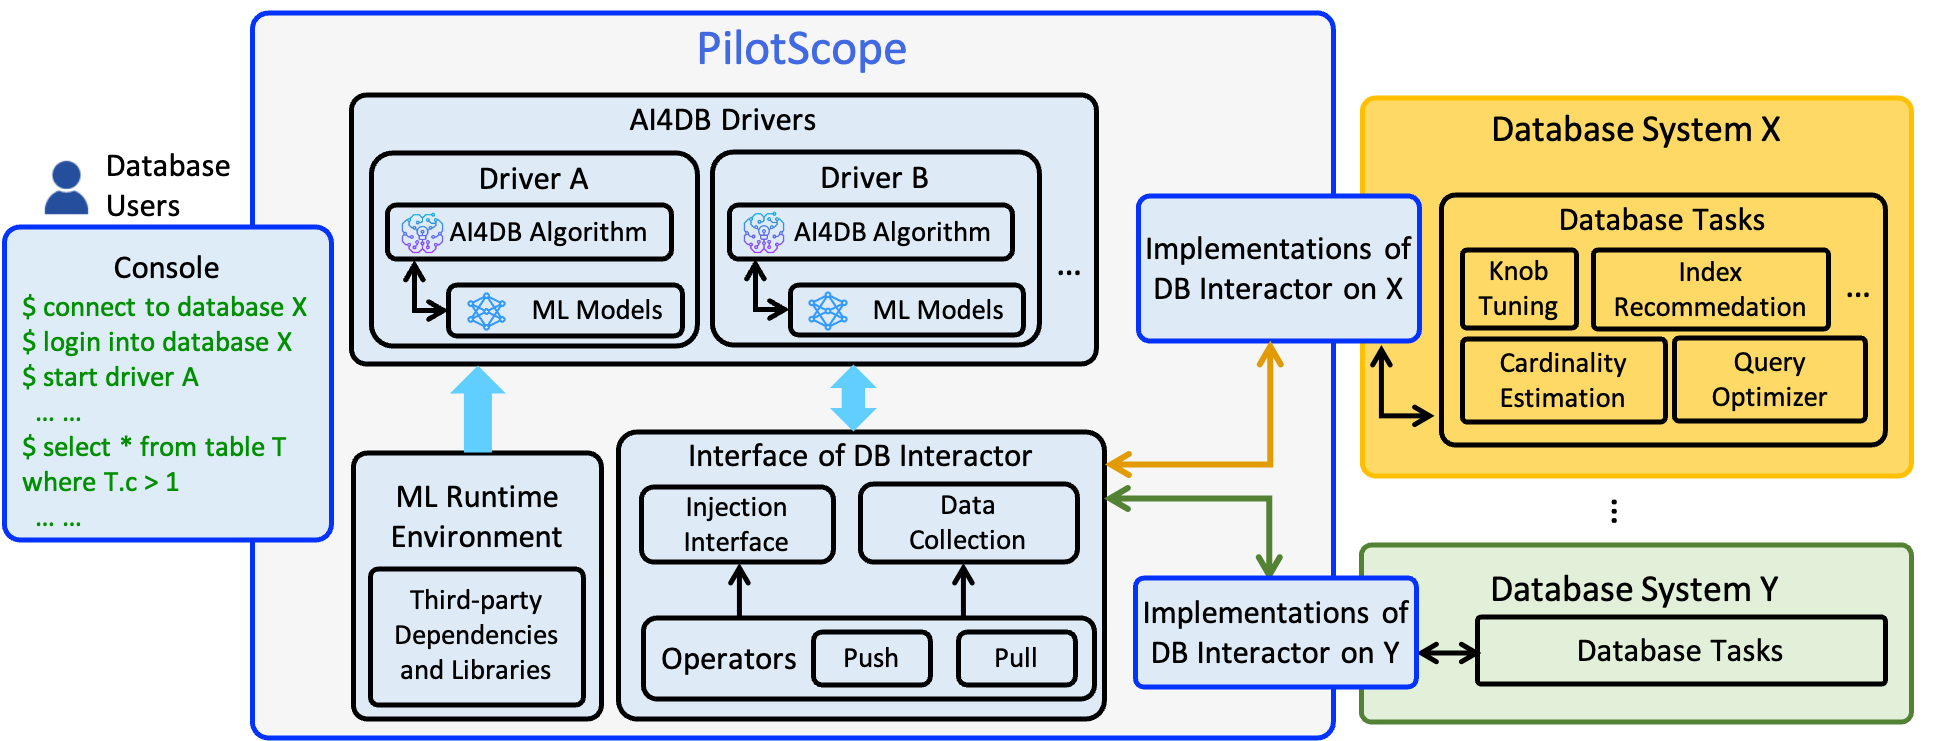 PilotScope
Database
Users
Console
$ connect to database X
$ login into database X
$ start driver A
... ...
$ select * from table T
where T.c > 1
... ...
AI4DB Drivers
Driver A
AI4DB Algorithm
ML Models
Driver B
AI4DB Algorithm
ML Models
...
ML Runtime
Environment
Third-party
Dependencies
and Libraries
Interface of DB Interactor
Injection
Interface
Data
Collection
Operators
Push
Pull
Implementations of
DB Interactor on X
Implementations of
DB Interactor on Y
Database System X
Database Tasks
Knob
Tuning
Index
Recommedation
...
Cardinality
Estimation
Query
Optimizer
...
Database System Y
Database Tasks